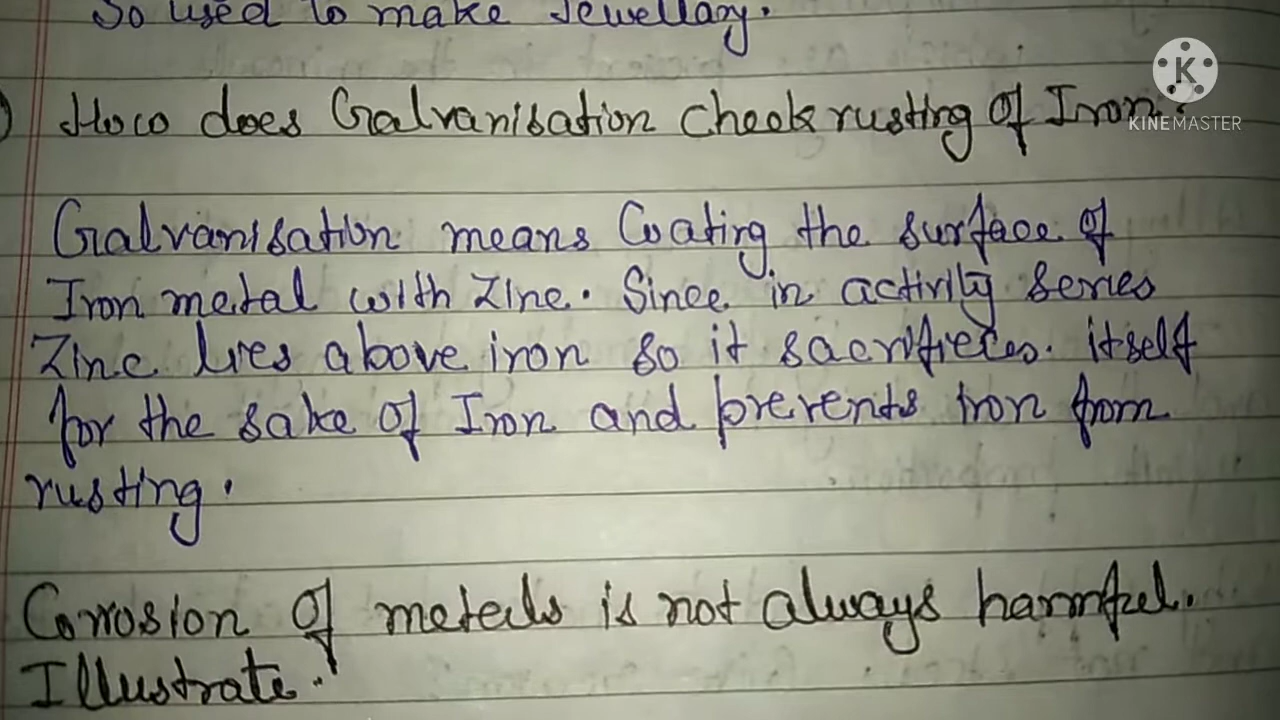 So used to make Jewellary.
How does Galvanisation check rusting of Iron?
KINEMASTER
Galvanisation means Coating the surface of
Iron metal with Zinc. Since in activity series
Zinc lies above iron so it sacrifices. itself
for the sake of Iron and prevents iron from
rusting.
Corrosion of metals is not always harmful.
Illustrate.